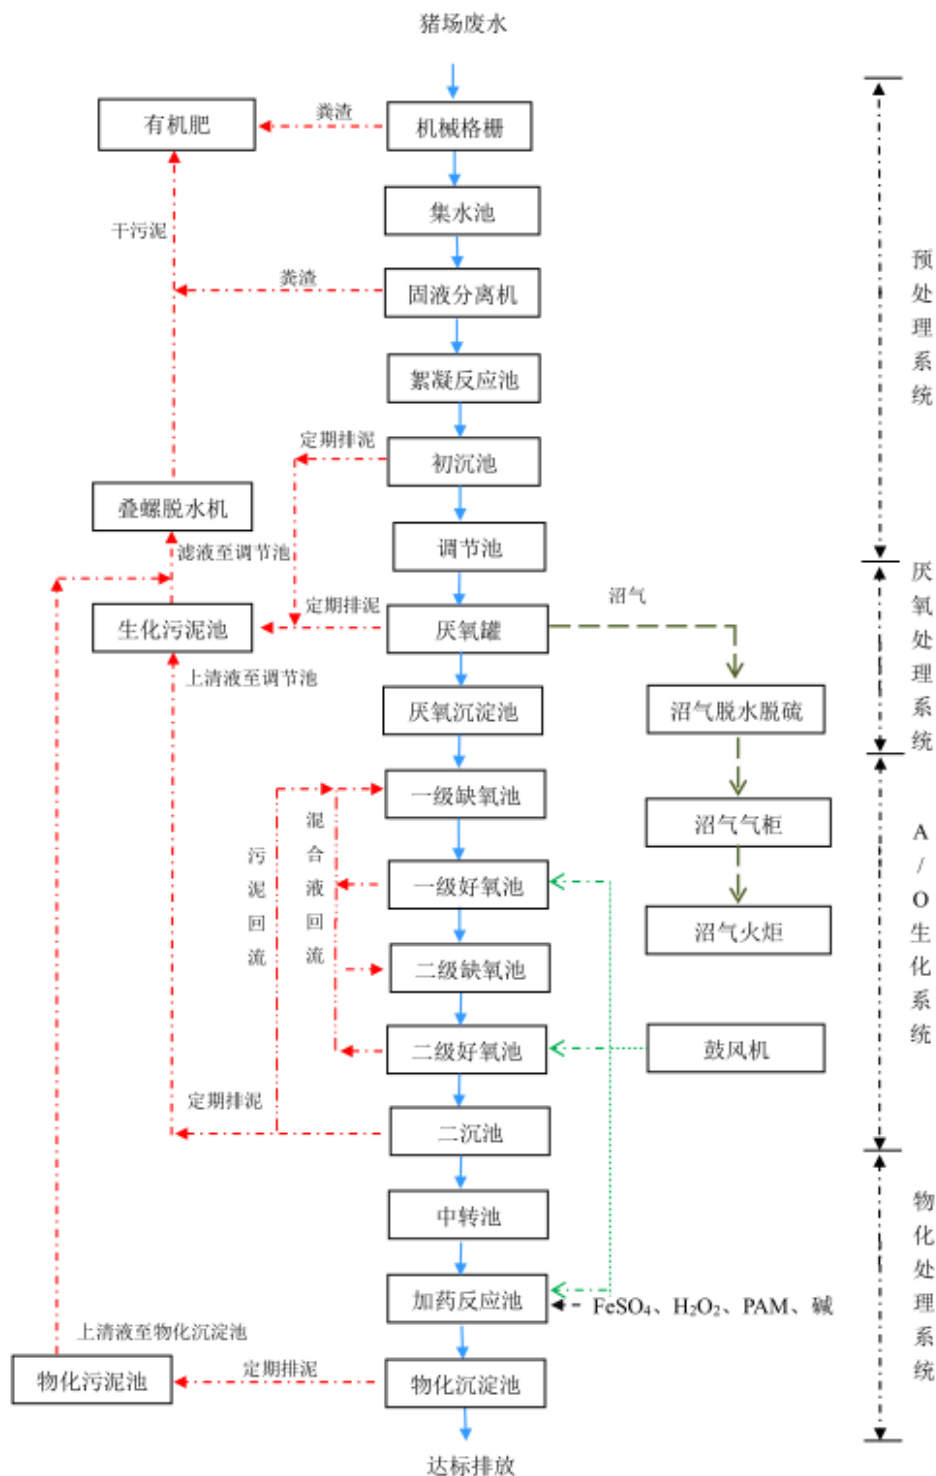 猪场废水
有机肥
粪渣
机械格栅
集水池
干污泥
粪渣
固液分离机
絮凝反应池
定期排泥
初沉池
叠螺脱水机
滤液至调节池
调节池
生化污泥池
定期排泥
厌氧罐
沼气
上清液至调节池
厌氧沉淀池
沼气脱水脱硫
一级缺氧池
沼气气柜
混合液回流
污泥回流
一级好氧池
沼气火炬
二级缺氧池
二级好氧池
鼓风机
定期排泥
二沉池
中转池
加药反应池
FeSO₄、H₂O₂、PAM、碱
上清液至物化沉淀池
物化污泥池
定期排泥
物化沉淀池
达标排放
预处理系统
厌氧处理系统
A/O生化系统
物化处理系统